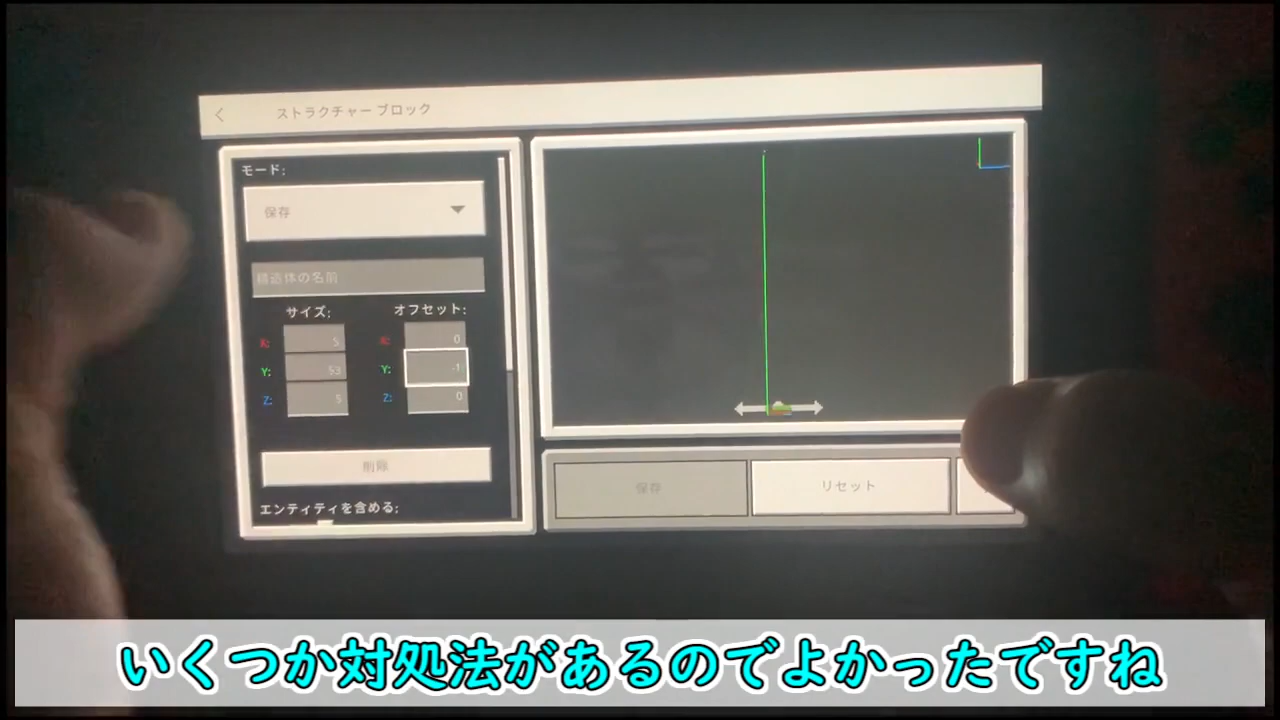 ストラクチャー ブロック
モード:
保存
構造体の名前
サイズ: オフセット:
X: 5 X: 0
Y: 53 Y: -1
Z: 5 Z: 0
削除
エンティティを含める:
保存 リセット
いくつか対処法があるのでよかったですね